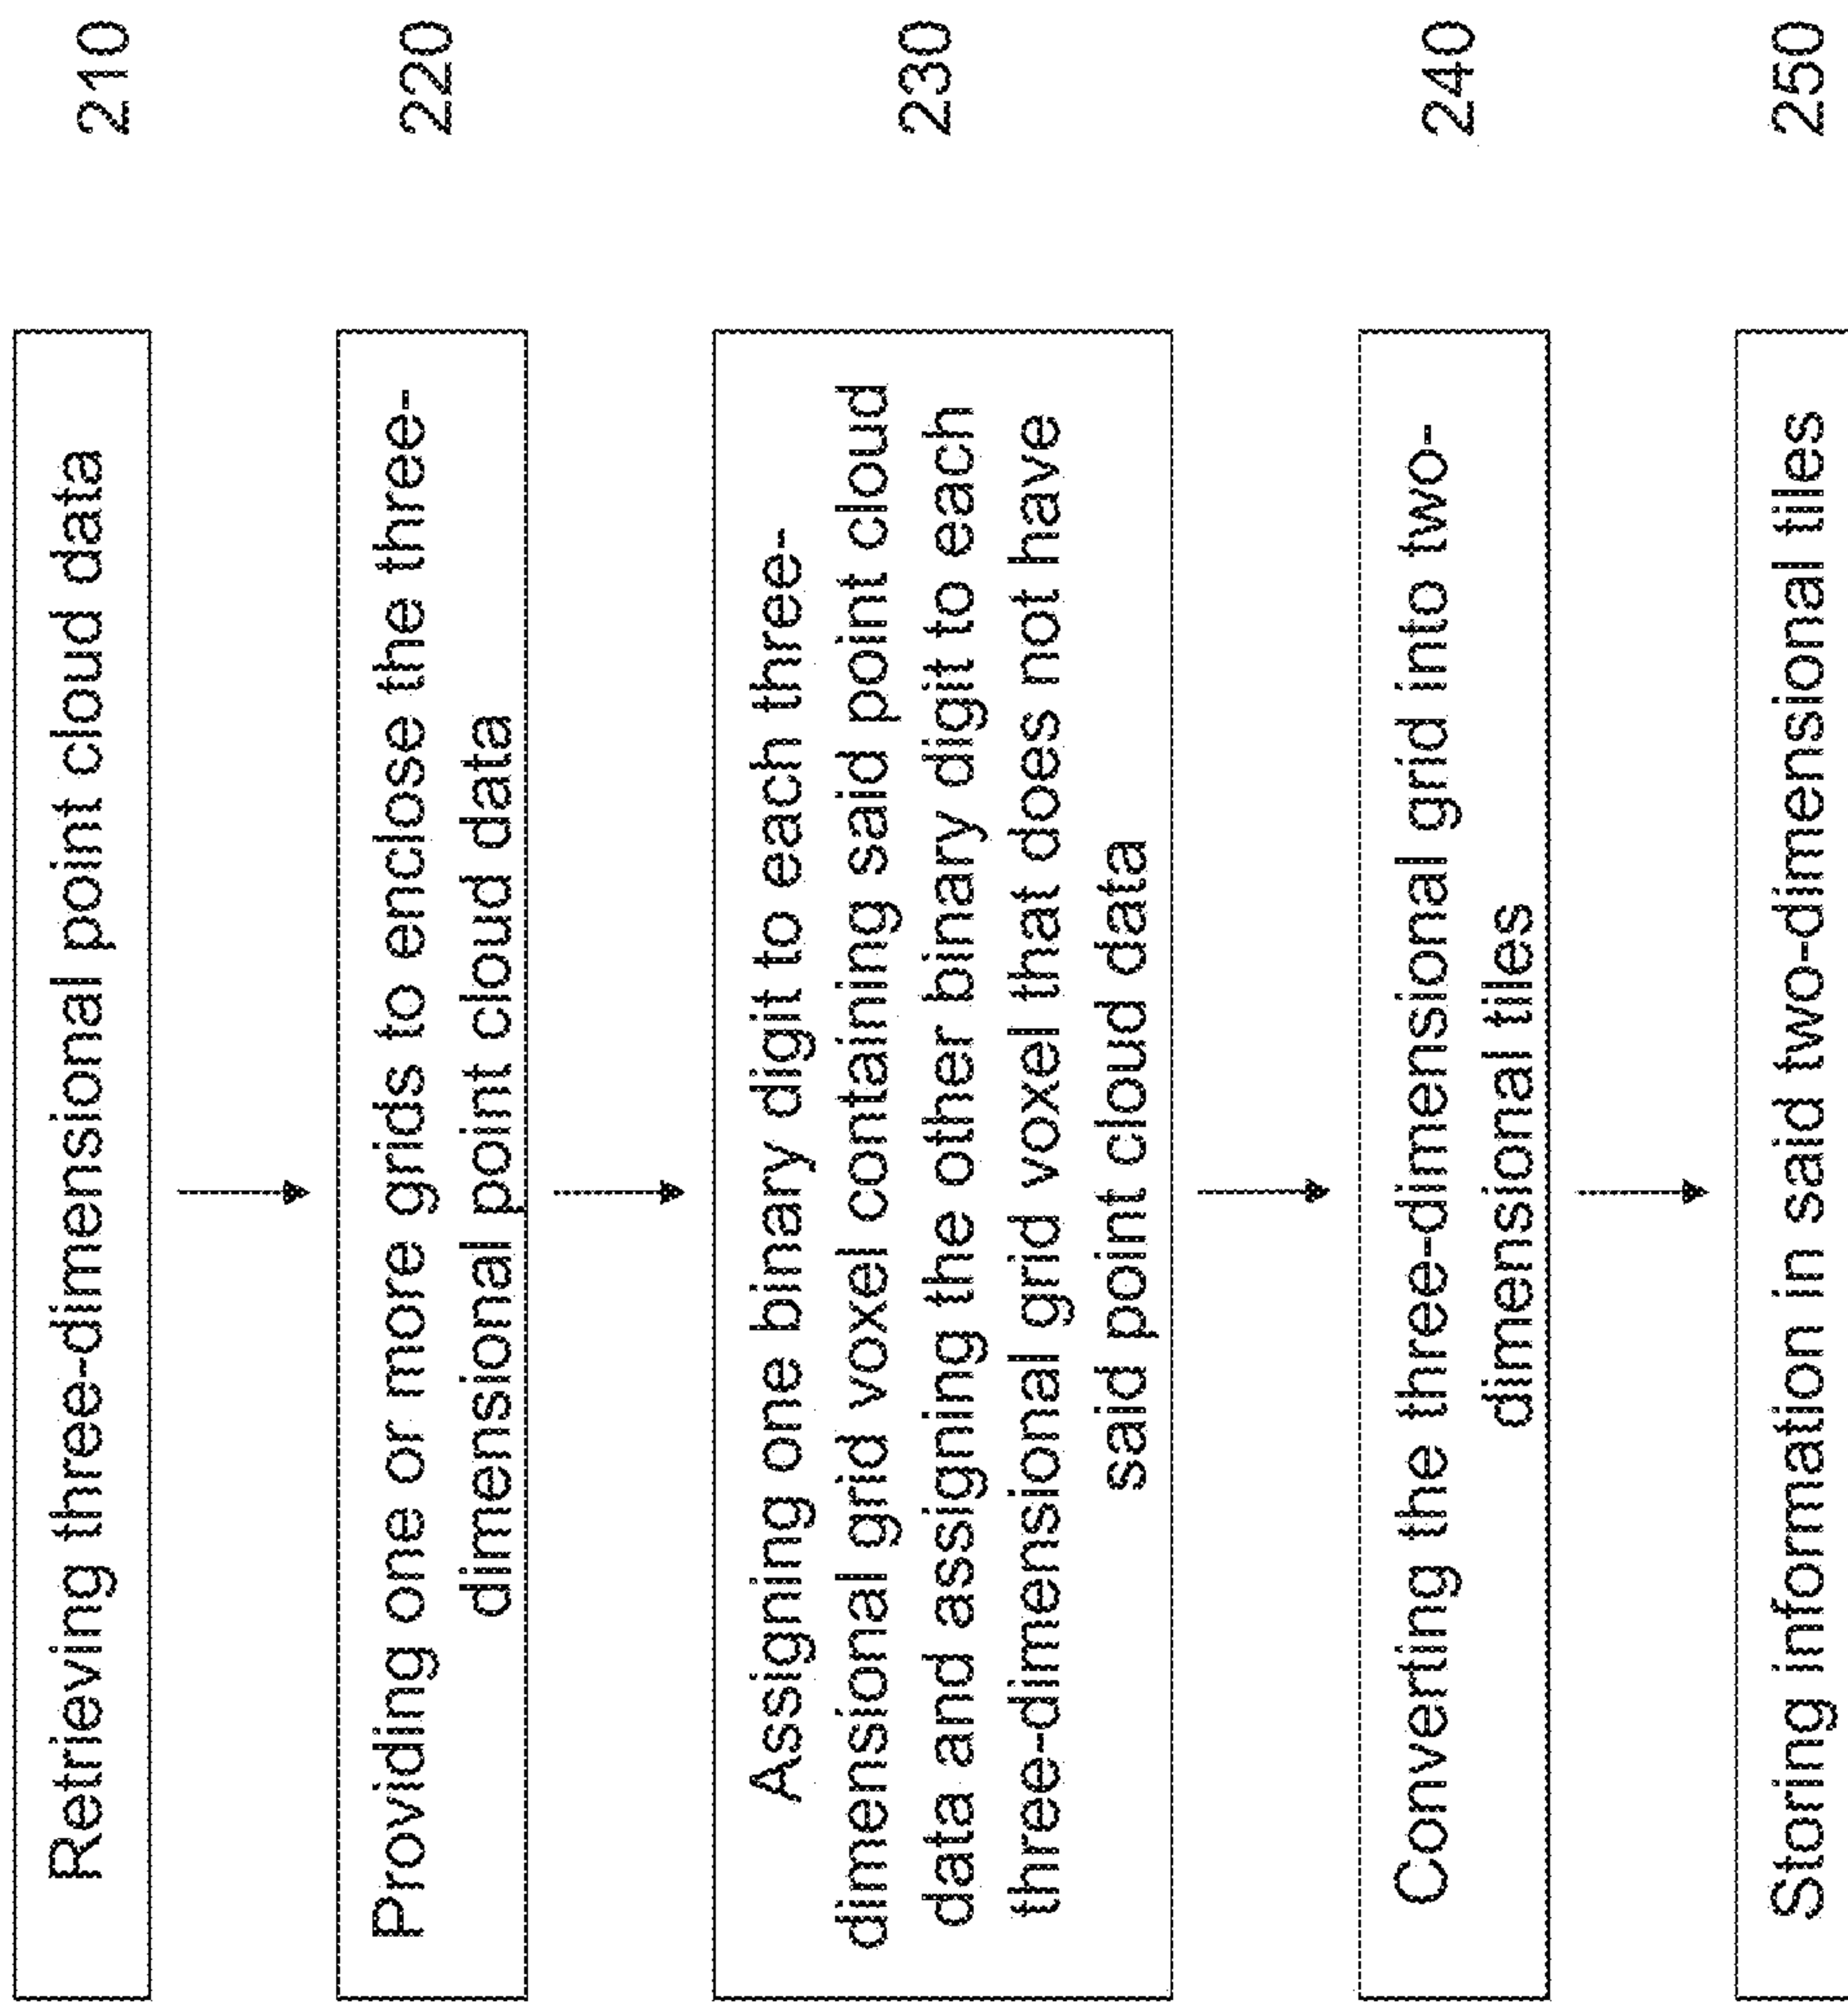 Retrieving three-dimensional point cloud data
210
Providing one or more grids to enclose the three-
dimensional point cloud data
220
Assigning one binary digit to each three-
dimensional grid voxel containing said point cloud
data and assigning the other binary digit to each
three-dimensional grid voxel that does not have
said point cloud data
230
Converting the three-dimensional grid into two-
dimensional tiles
240
Storing information in said two-dimensional tiles
250